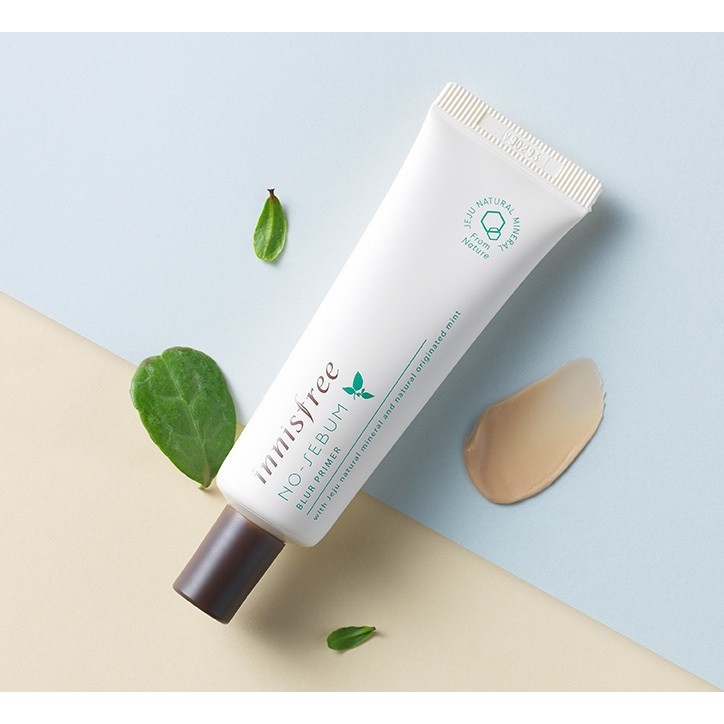 innisfree
NO-SEBUM
BLUR PRIMER
with Jeju natural mineral and natural originated mint
JEJU NATURAL MINERAL
From
Nature